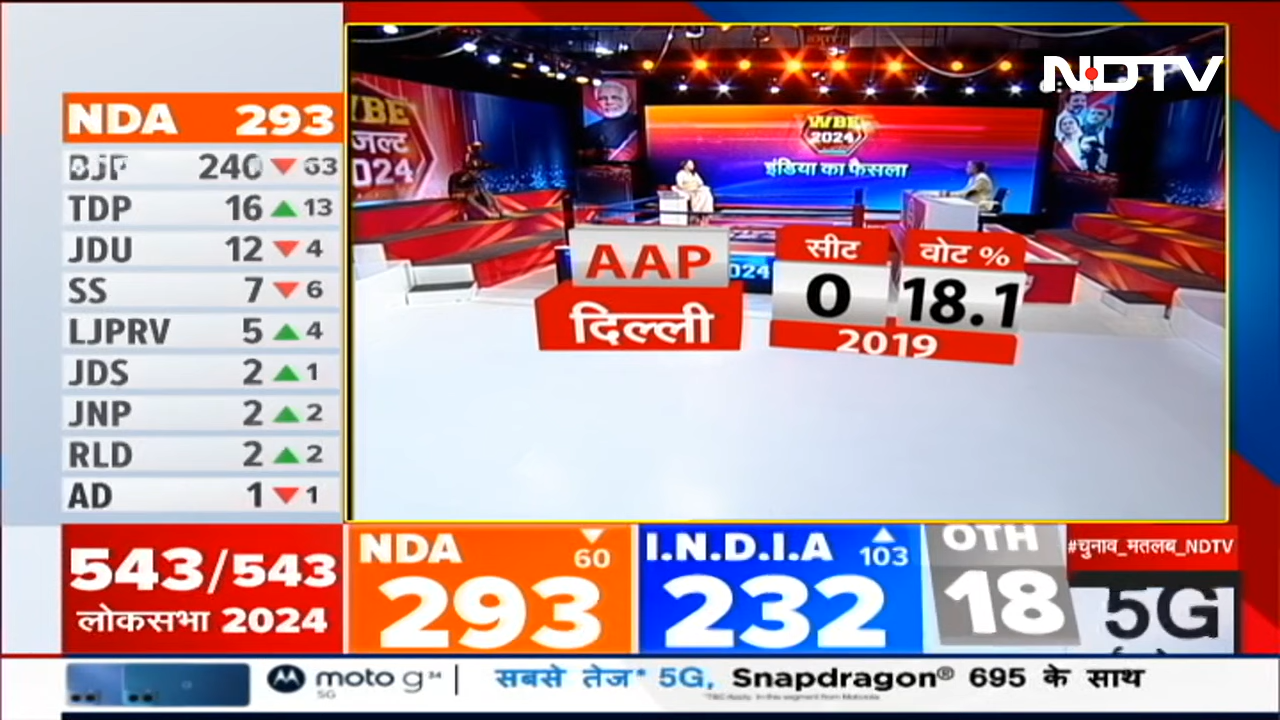 NDTV
NDA 293
BJP 240 ▼ 63
TDP 16 ▲ 13
JDU 12 ▼ 4
SS 7 ▼ 6
LJPRV 5 ▲ 4
JDS 2 ▲ 1
JNP 2 ▲ 2
RLD 2 ▲ 2
AD 1 ▼ 1
2024
2024
इंडिया का फैसला
AAP
दिल्ली
सीट
0
वोट %
18.1
2019
543/543
लोकसभा 2024
NDA ▼ 60
293
I.N.D.I.A ▲ 103
232
OTH
18
#चुनाव_मतलब_NDTV
5G
moto g³⁴
5G
सबसे तेज* 5G, Snapdragon® 695 के साथ